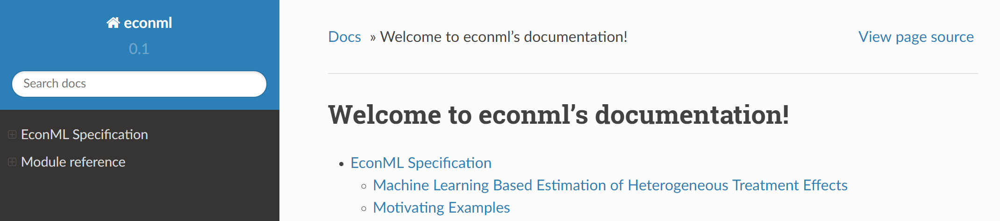 econml
0.1
Search docs
EconML Specification
Module reference
Docs » Welcome to econml’s documentation!
View page source
Welcome to econml’s documentation!
EconML Specification
Machine Learning Based Estimation of Heterogeneous Treatment Effects
Motivating Examples